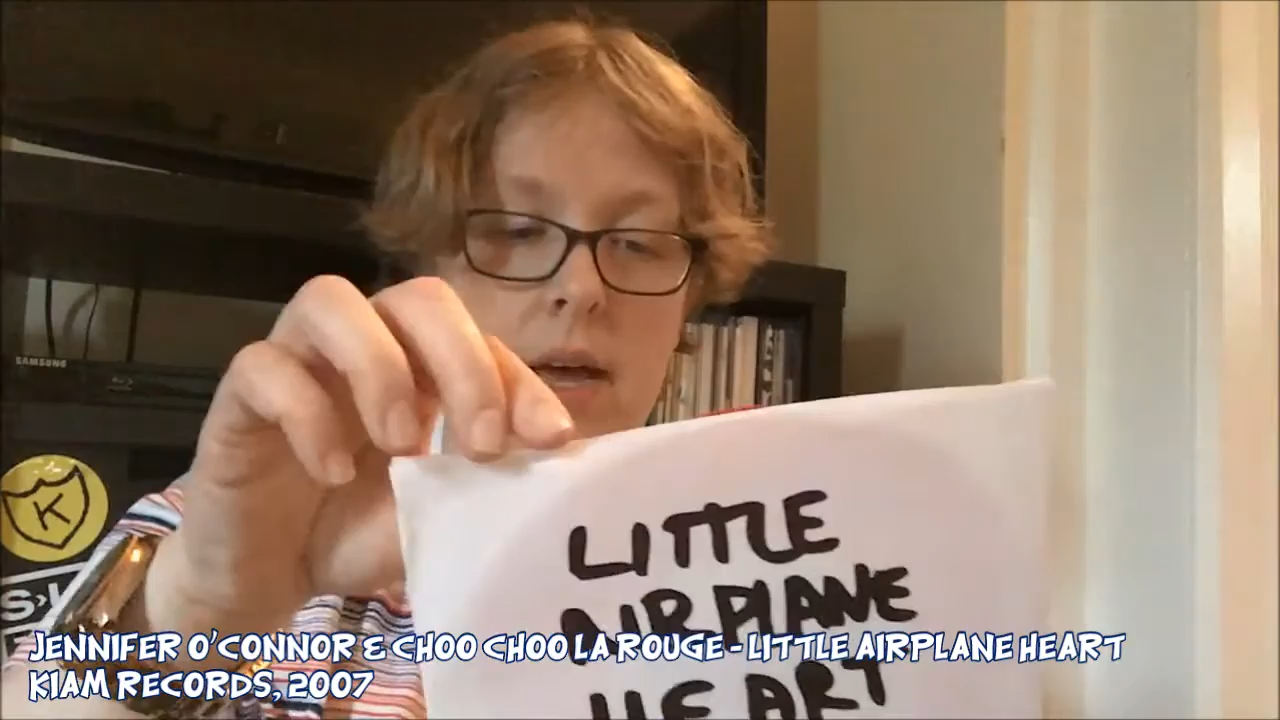 SAMSUNG
K
LITTLE
AIRPLANE
HEART
JENNIFER O'CONNOR & CHOO CHOO LA ROUGE - LITTLE AIRPLANE HEART
KIAM RECORDS, 2007